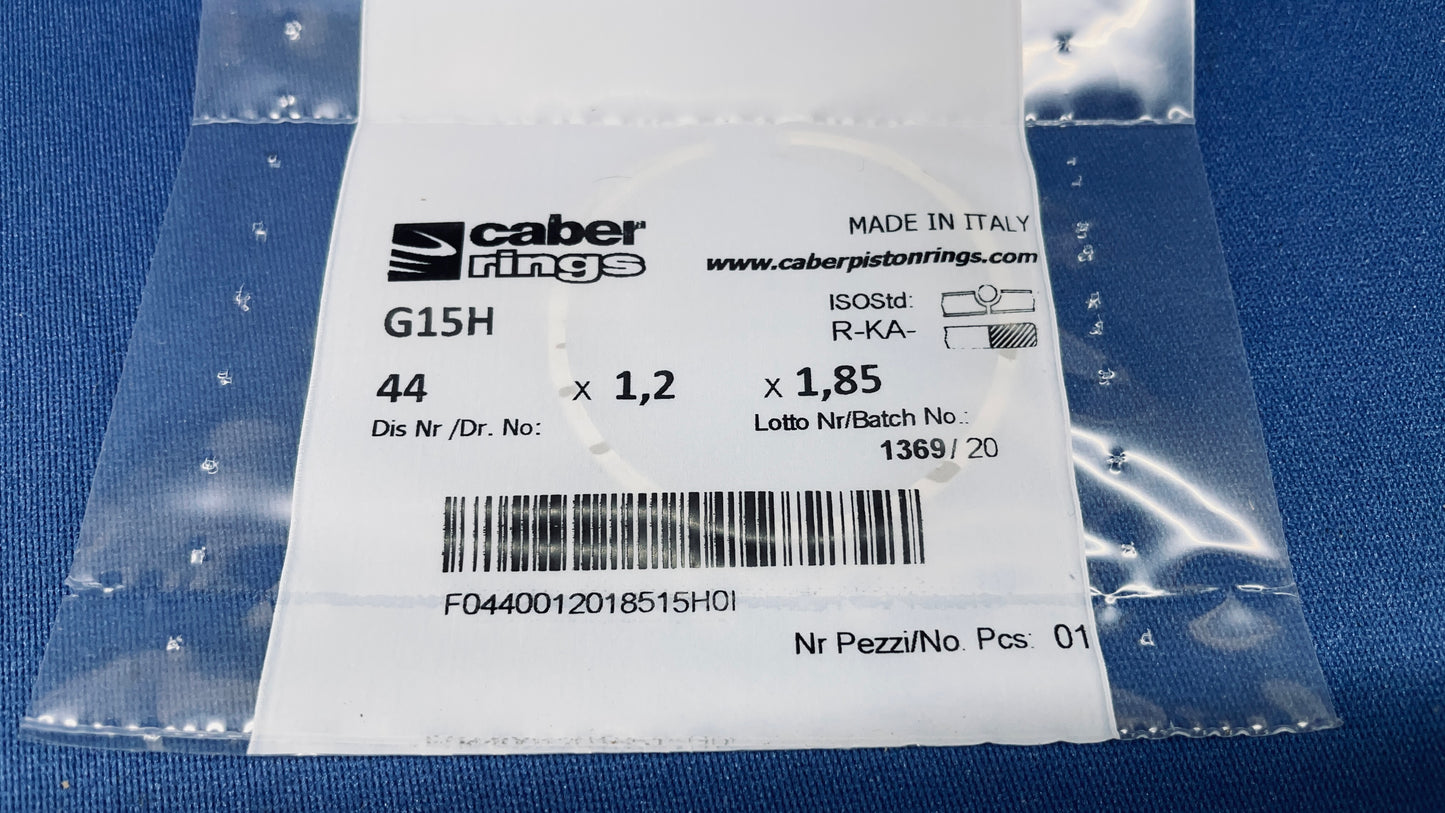 caber
rings
MADE IN ITALY
www.caberpistonrings.com
G15H
ISOStd:
R-KA-
44 x 1,2 x 1,85
Dis Nr /Dr. No:
Lotto Nr/Batch No.:
1369/ 20
F0440012018515H0I
Nr Pezzi/No. Pcs: 01